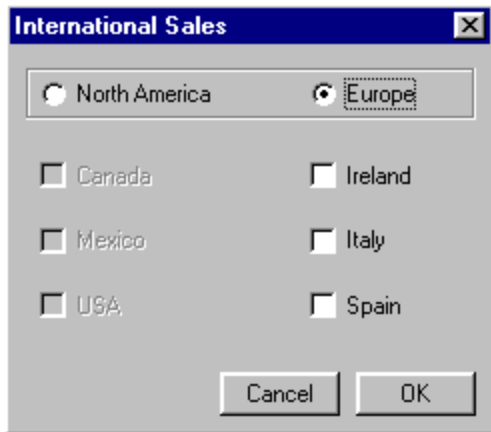 International Sales
North America Europe
Canada Ireland
Mexico Italy
USA Spain
Cancel OK